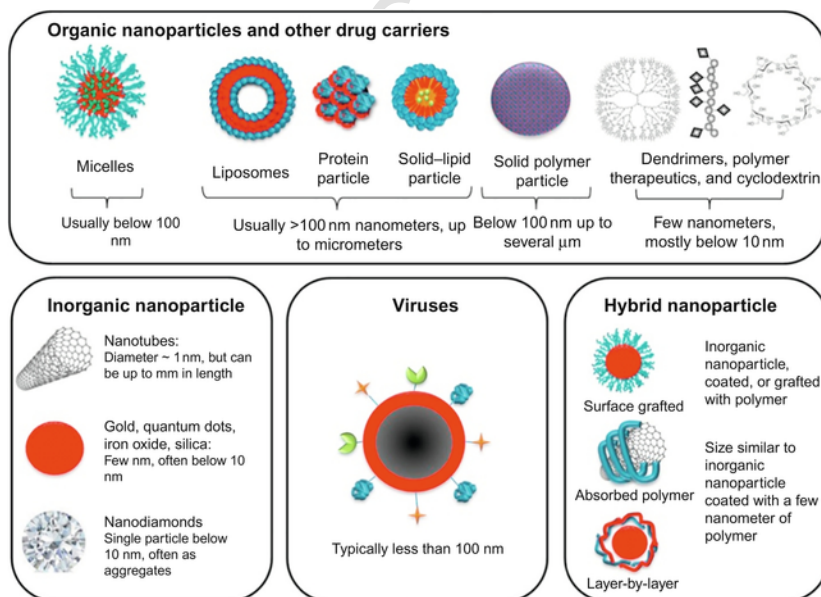 Organic nanoparticles and other drug carriers
Micelles
Liposomes
Protein
particle
Solid–lipid
particle
Solid polymer
particle
Dendrimers, polymer
therapeutics, and cyclodextrin
Usually below 100
nm
Usually >100 nm nanometers, up
to micrometers
Below 100 nm up to
several μm
Few nanometers,
mostly below 10 nm
Inorganic nanoparticle
Nanotubes:
Diameter ~ 1 nm, but can
be up to mm in length
Gold, quantum dots,
iron oxide, silica:
Few nm, often below 10
nm
Nanodiamonds
Single particle below
10 nm, often as
aggregates
Viruses
Typically less than 100 nm
Hybrid nanoparticle
Surface grafted
Inorganic
nanoparticle,
coated, or grafted
with polymer
Absorbed polymer
Layer-by-layer
Size similar to
inorganic
nanoparticle
coated with a few
nanometer of
polymer